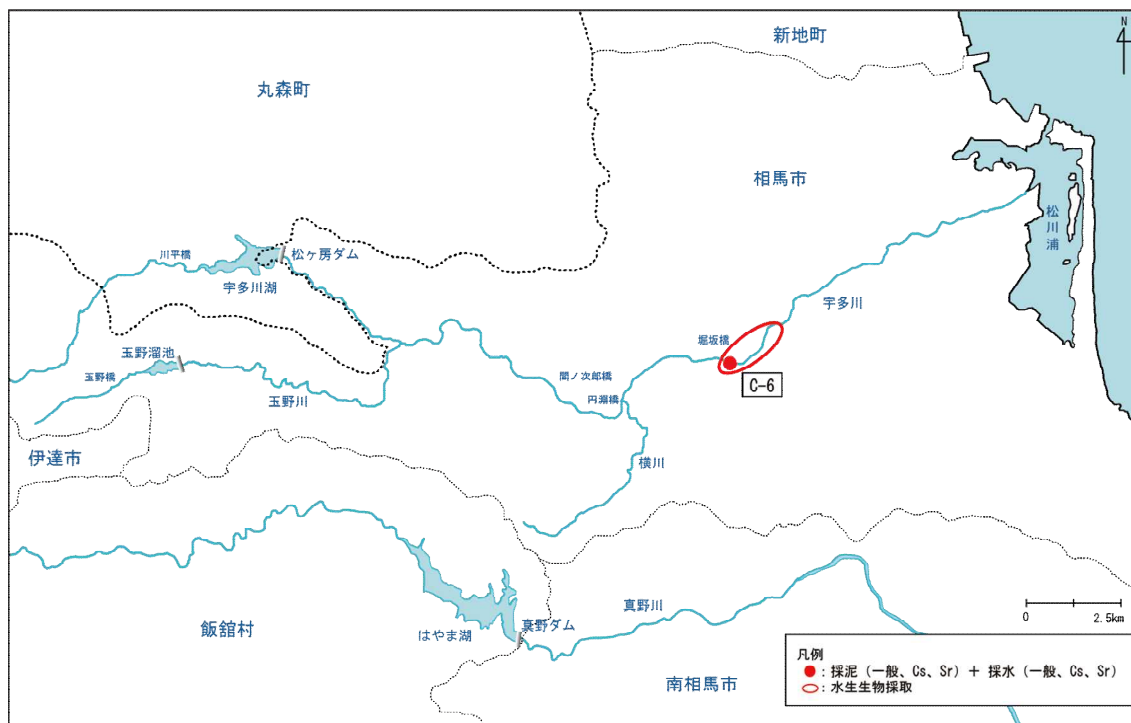 新地町
N
丸森町
相馬市
松川浦
川平橋
松ヶ房ダム
宇多川湖
宇多川
堀坂橋
玉野溜池
玉野橋
玉野川
間ノ次郎橋
円淵橋
C-6
伊達市
横川
真野川
はやま湖
真野ダム
飯舘村
南相馬市
0 2.5km
凡例
：採泥（一般、Cs、Sr）＋ 採水（一般、Cs、Sr）
：水生生物採取